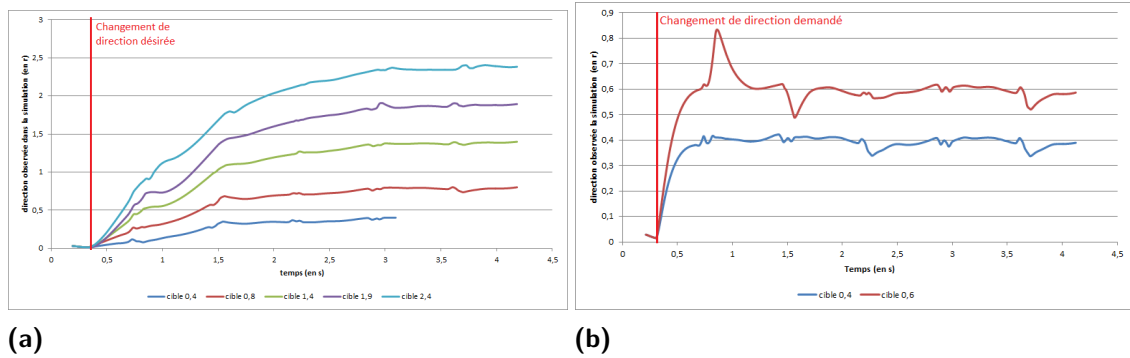 Changement de
direction désirée
direction observée dans la simulation (en r)
3
2,5
2
1,5
1
0,5
0
0 0,5 1 1,5 2 2,5 3 3,5 4 4,5
temps (en s)
cible 0,4 cible 0,8 cible 1,4 cible 1,9 cible 2,4
(a)
Changement de direction demandé
direction observée la simulation (en r)
0,9
0,8
0,7
0,6
0,5
0,4
0,3
0,2
0,1
0
0 0,5 1 1,5 2 2,5 3 3,5 4 4,5
Temps (en s)
cible 0,4 cible 0,6
(b)